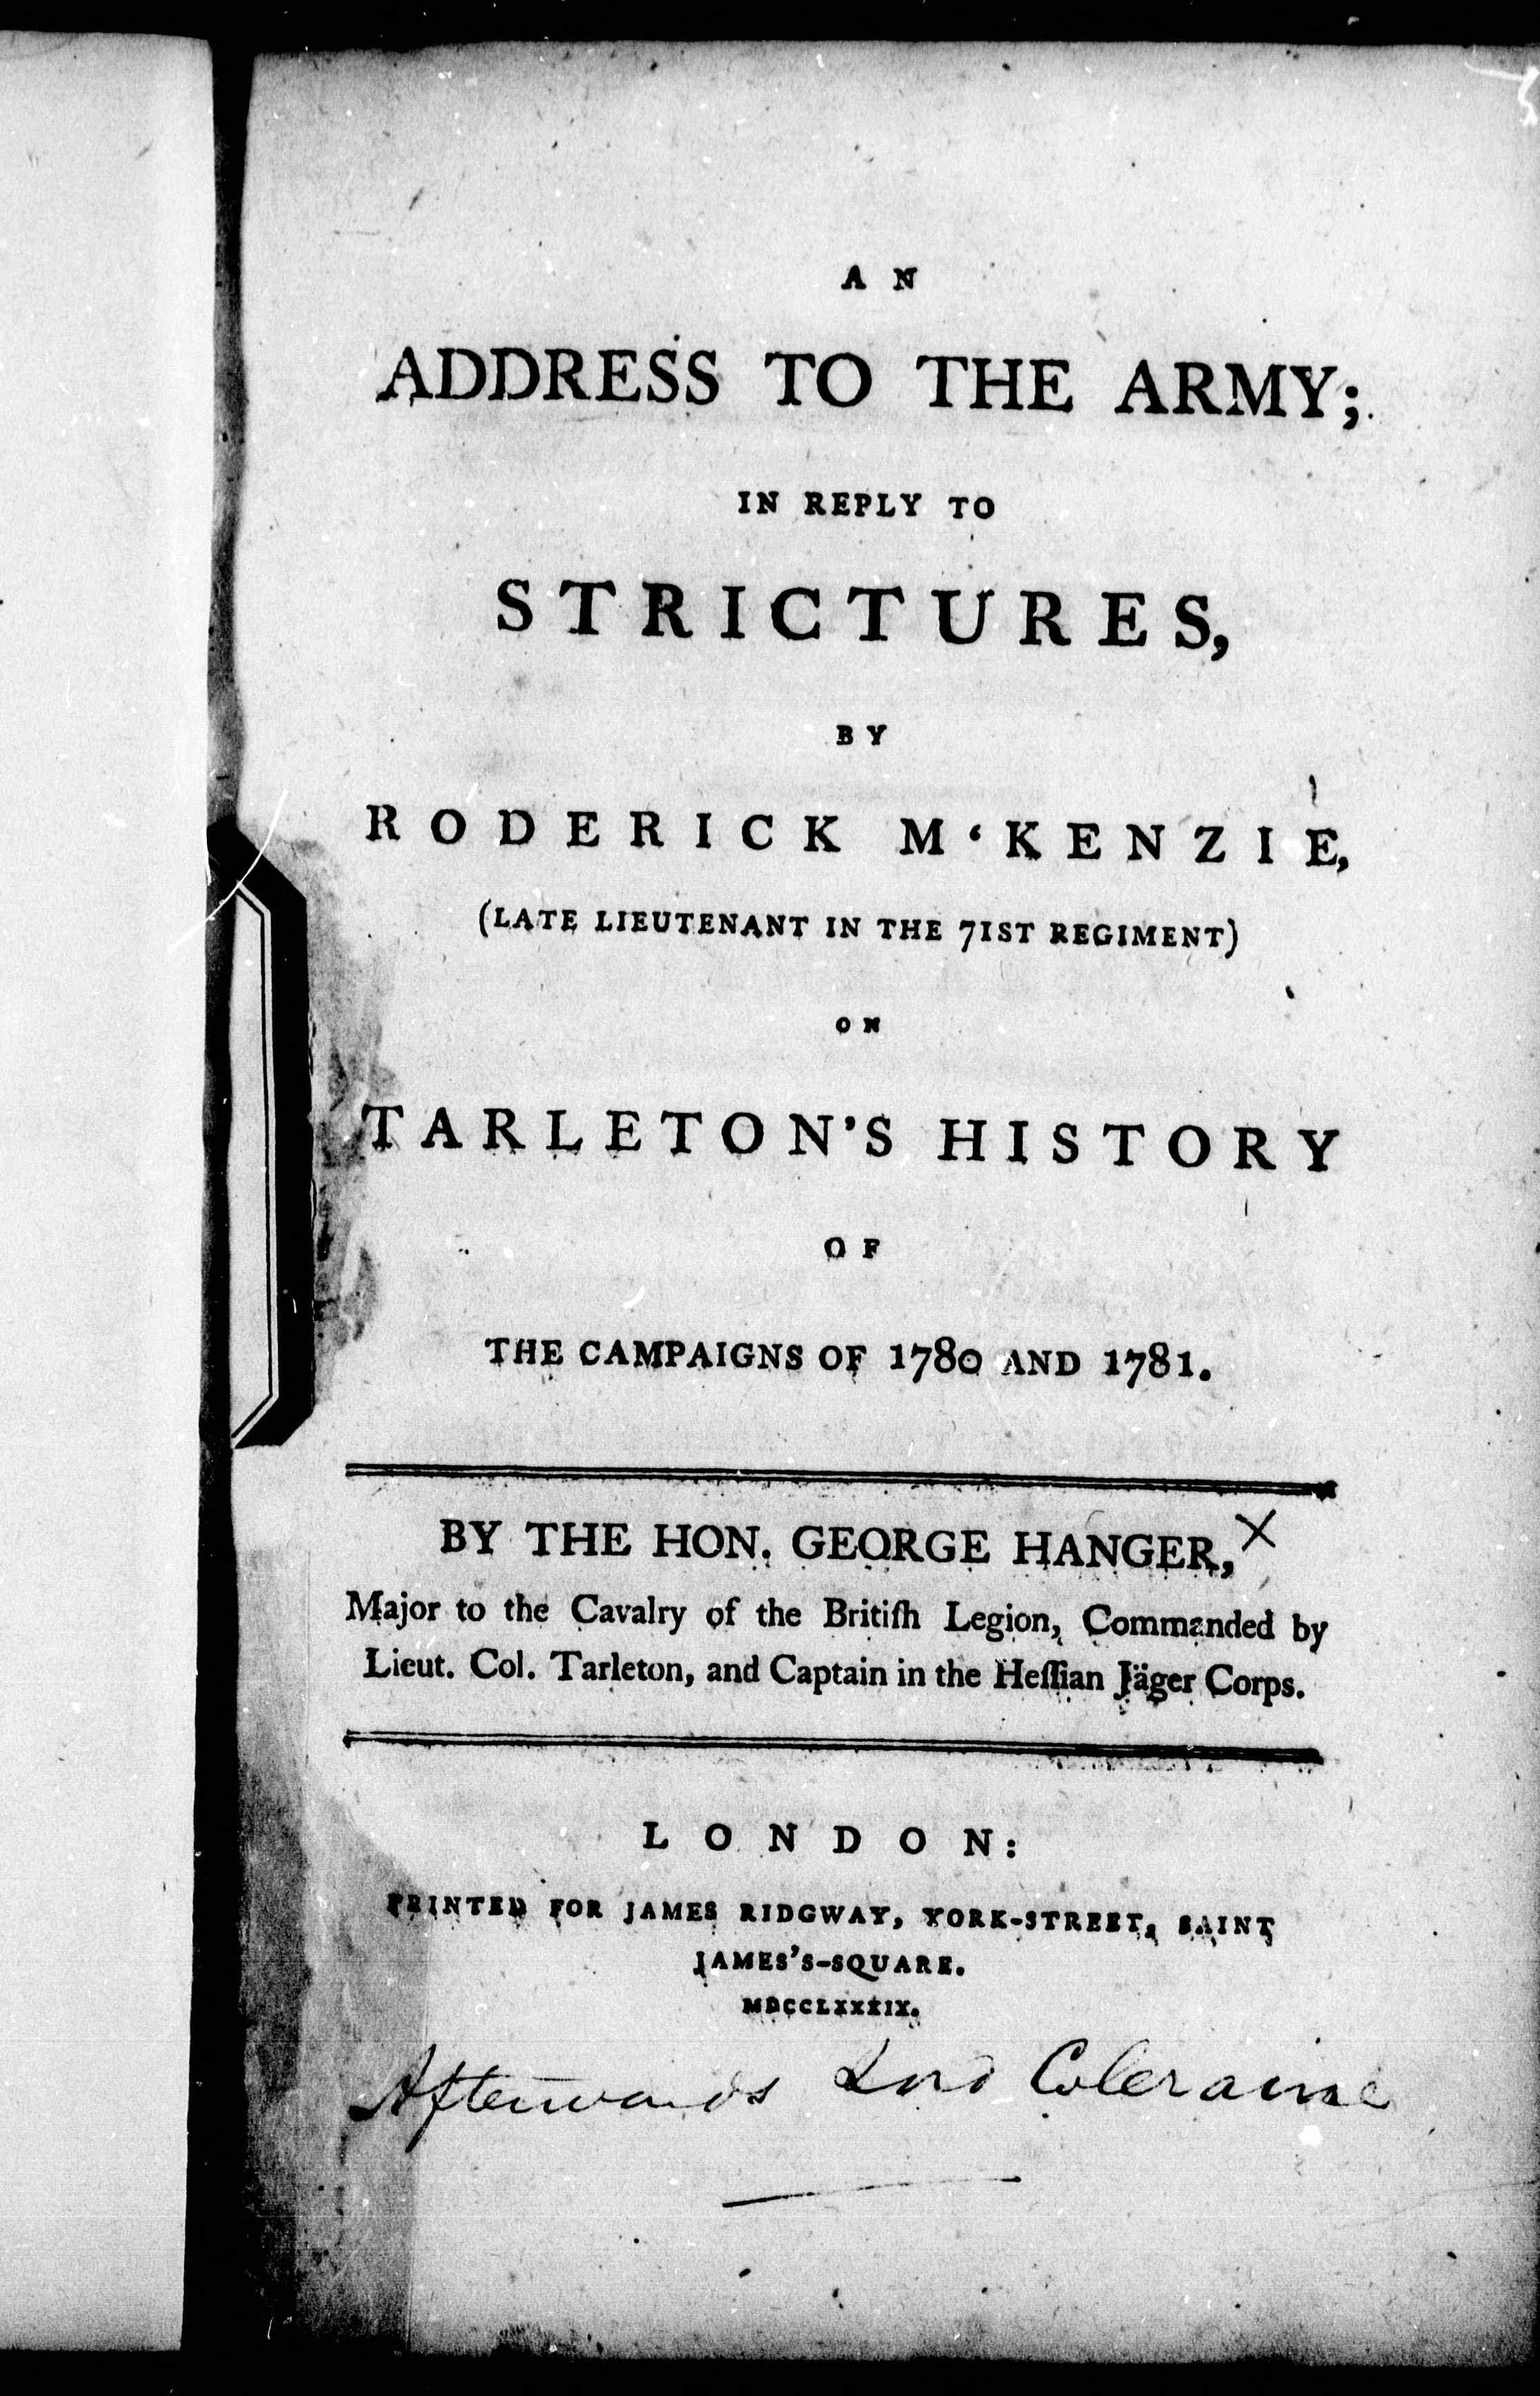 AN
ADDRESS TO THE ARMY;
IN REPLY TO
STRICTURES,
BY
RODERICK M‘KENZIE,
(LATE LIEUTENANT IN THE 71ST REGIMENT)
ON
TARLETON'S HISTORY
OF
THE CAMPAIGNS OF 1780 AND 1781.
BY THE HON. GEORGE HANGER, X
Major to the Cavalry of the Britiſh Legion, Commanded by
Lieut. Col. Tarleton, and Captain in the Heſſian Jäger Corps.
LONDON:
PRINTED FOR JAMES RIDGWAY, YORK-STREET, SAINT
JAMES'S-SQUARE.
MDCCLXXXIX.
Afterwards Lord Coleraine